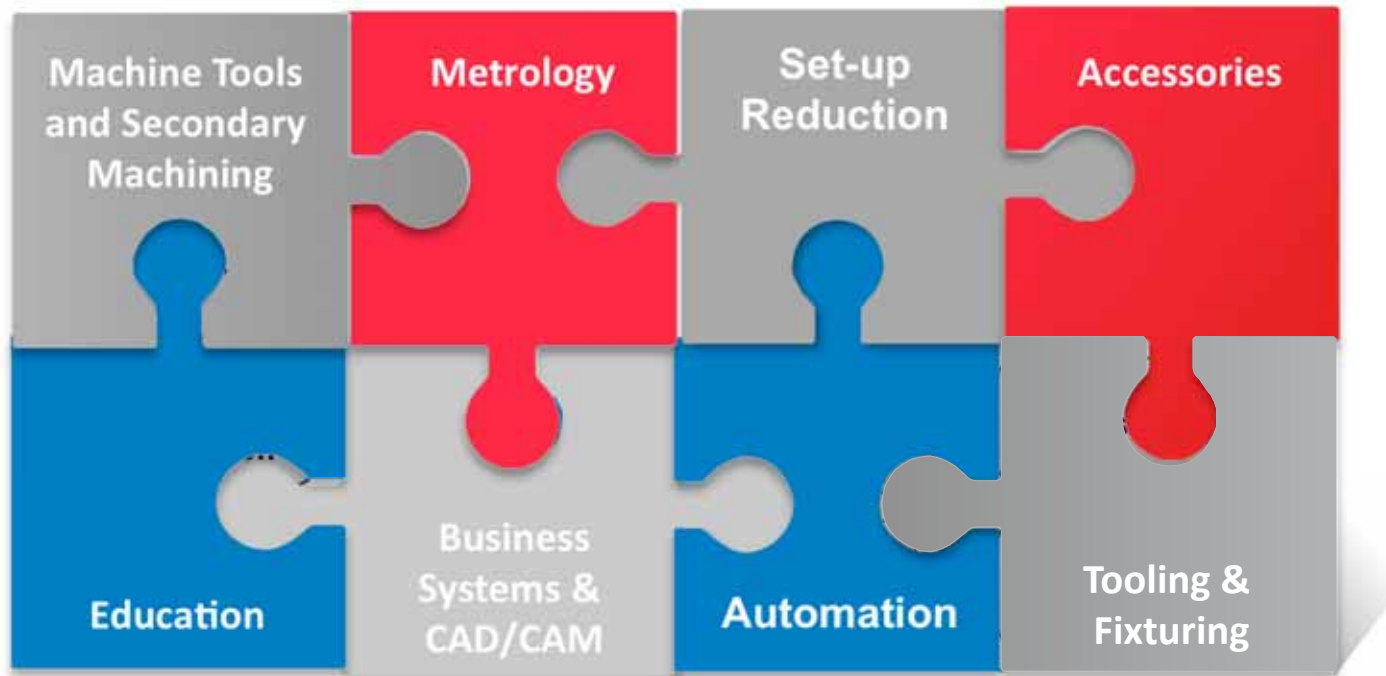 Machine Tools
and Secondary
Machining
Metrology
Set-up
Reduction
Accessories
Education
Business
Systems &
CAD/CAM
Automation
Tooling &
Fixturing